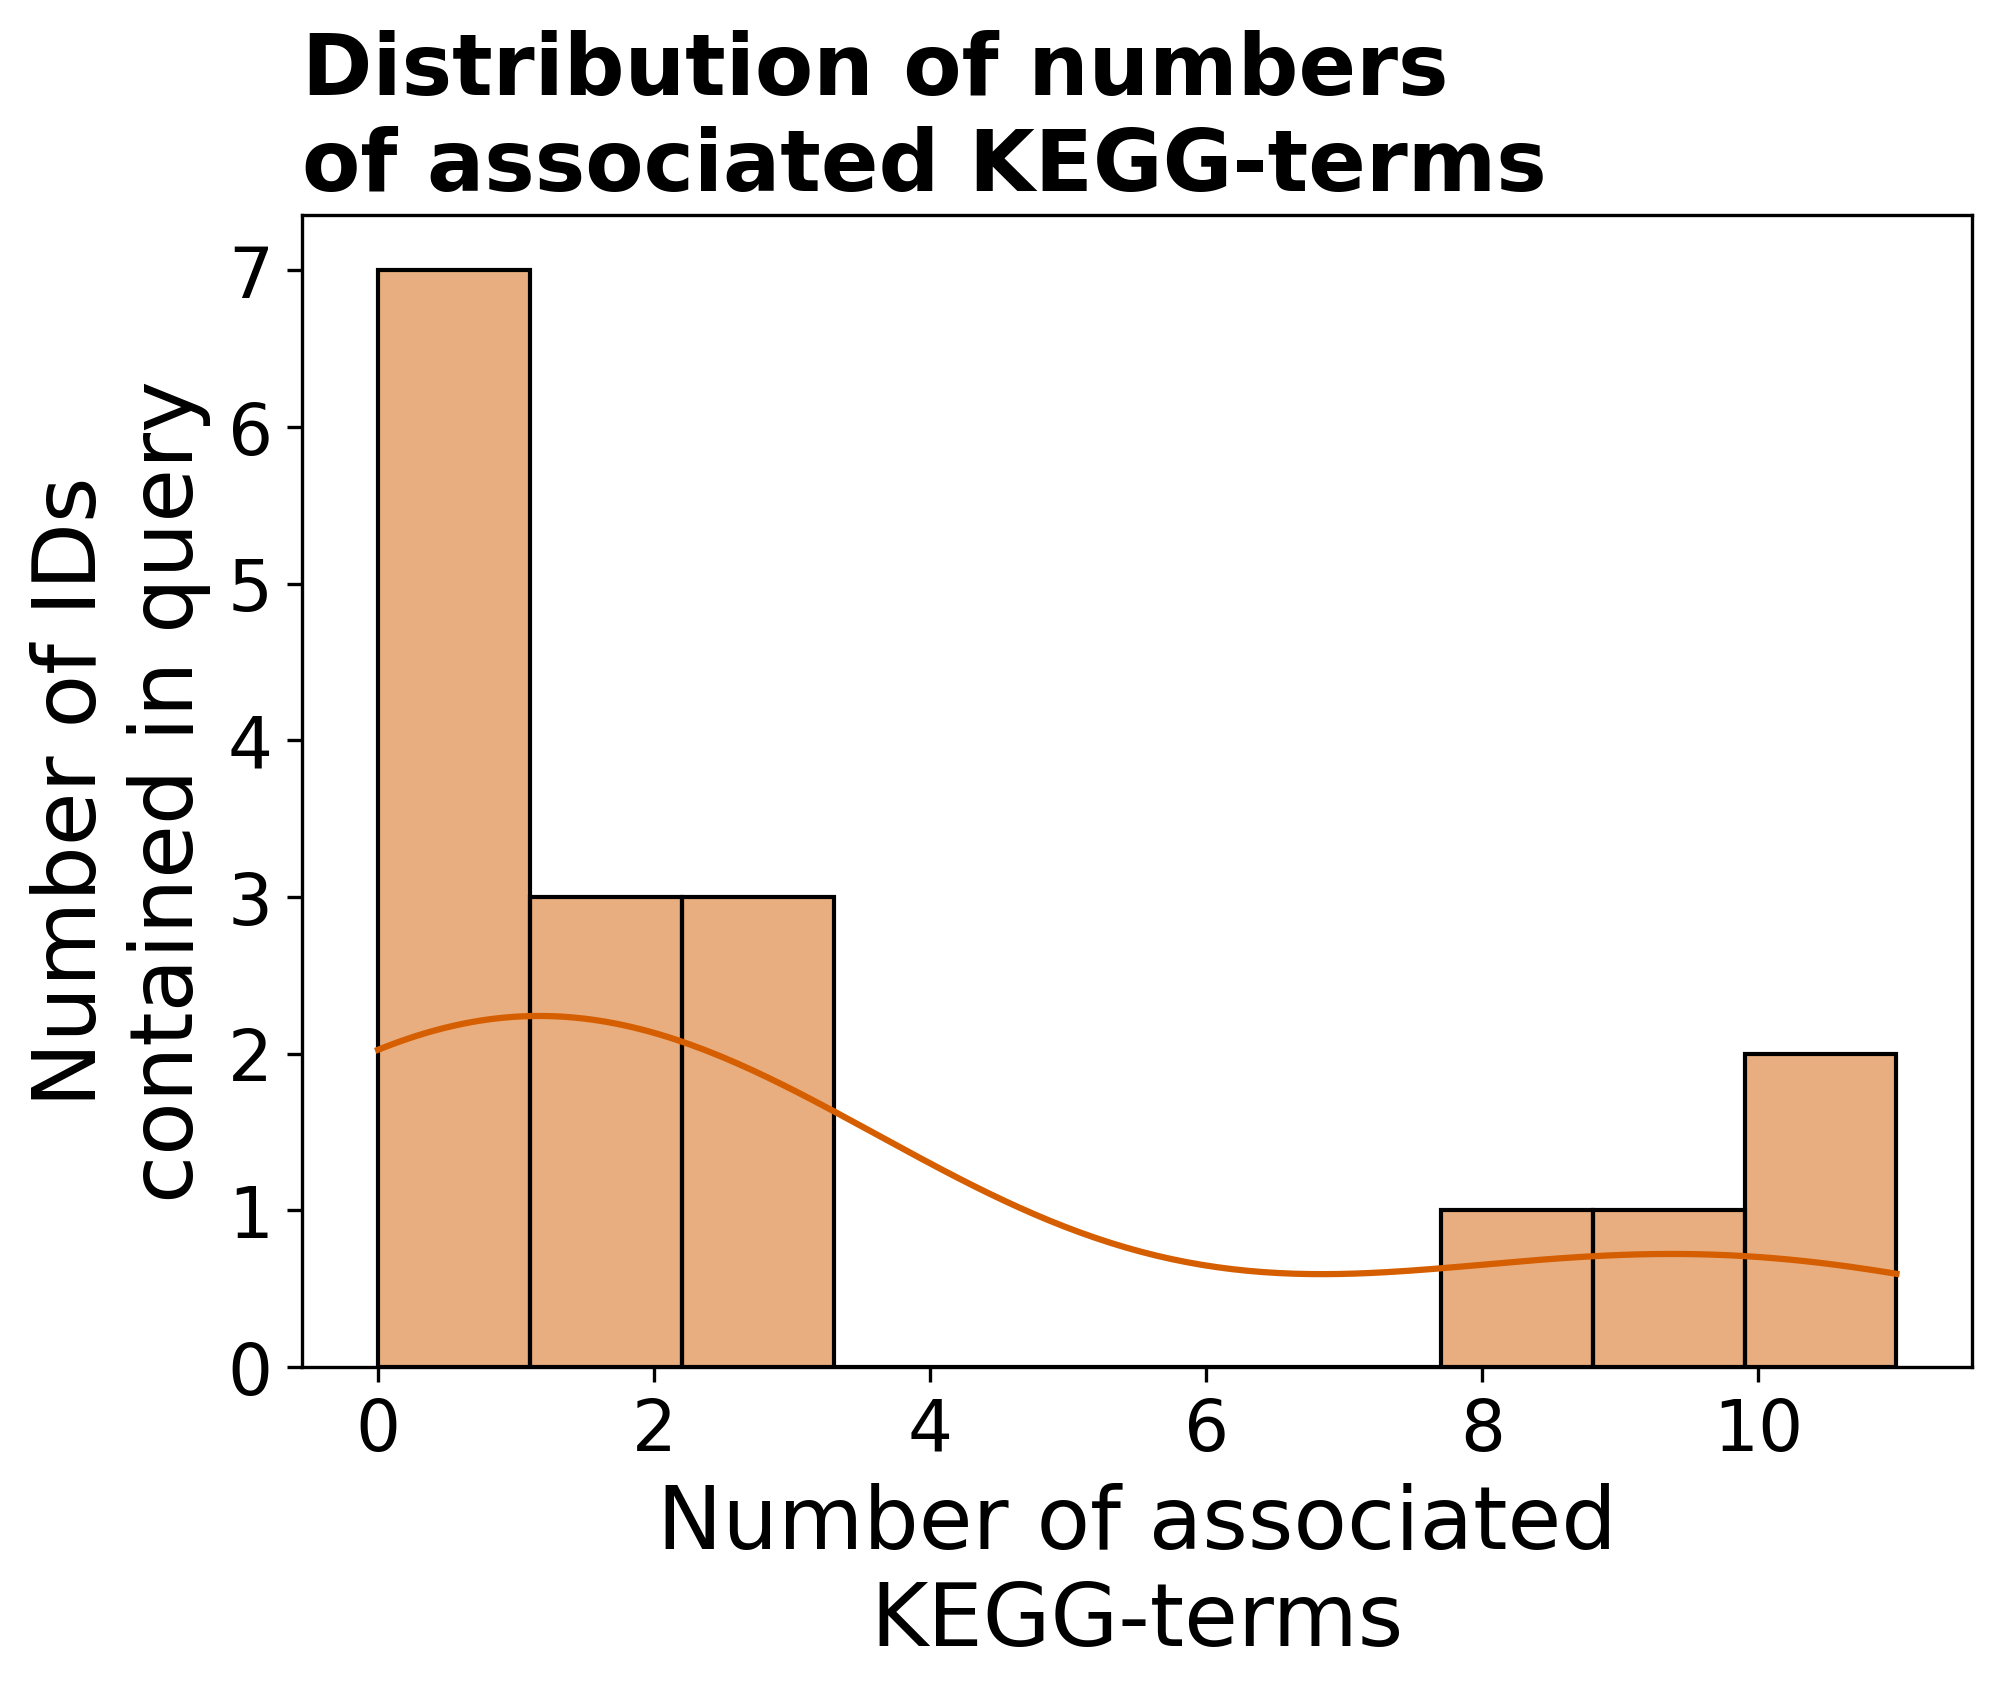 Distribution of numbers
of associated KEGG-terms
Number of IDs
contained in query
7
6
5
4
3
2
1
0
0 2 4 6 8 10
Number of associated
KEGG-terms